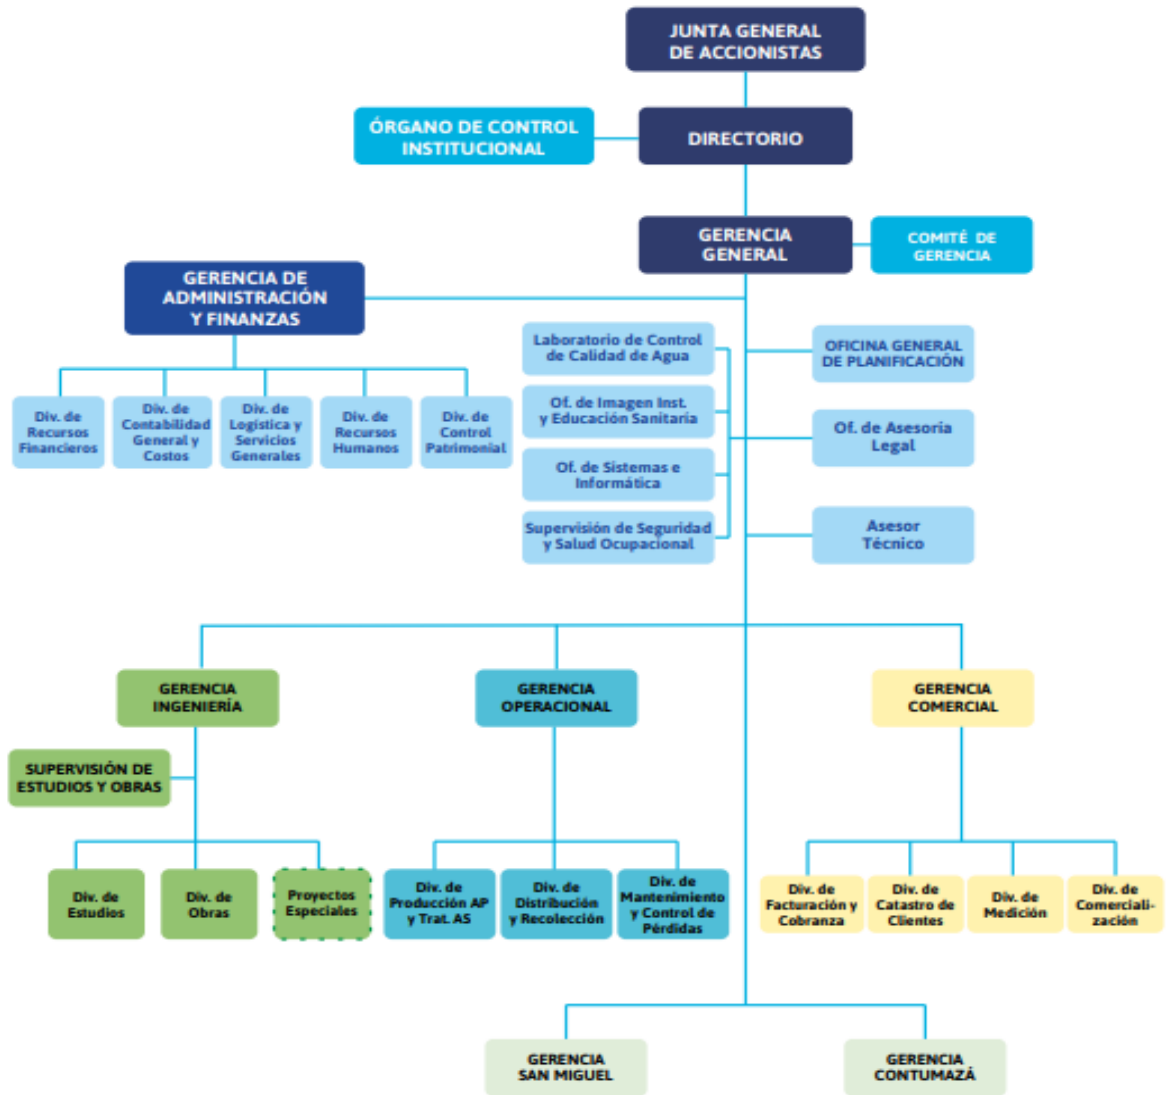 JUNTA GENERAL
DE ACCIONISTAS
ÓRGANO DE CONTROL
INSTITUCIONAL
DIRECTORIO
GERENCIA
GENERAL
COMITÉ DE
GERENCIA
GERENCIA DE
ADMINISTRACIÓN
Y FINANZAS
Div. de
Recursos
Financieros
Div. de
Contabilidad
General y
Costos
Div. de
Logística y
Servicios
Generales
Div. de
Recursos
Humanos
Div. de
Control
Patrimonial
Laboratorio de Control
de Calidad de Agua
Of. de Imagen Inst.
y Educación Sanitaria
Of. de Sistemas e
Informática
Supervisión de Seguridad
y Salud Ocupacional
OFICINA GENERAL
DE PLANIFICACIÓN
Of. de Asesoría
Legal
Asesor
Técnico
GERENCIA
INGENIERÍA
SUPERVISIÓN DE
ESTUDIOS Y OBRAS
Div. de
Estudios
Div. de
Obras
Proyectos
Especiales
GERENCIA
OPERACIONAL
Div. de
Producción AP
y Trat. AS
Div. de
Distribución
y Recolección
Div. de
Mantenimiento
y Control de
Pérdidas
GERENCIA
COMERCIAL
Div. de
Facturación y
Cobranza
Div. de
Catastro de
Clientes
Div. de
Medición
Div. de
Comerciali-
zación
GERENCIA
SAN MIGUEL
GERENCIA
CONTUMAZÁ